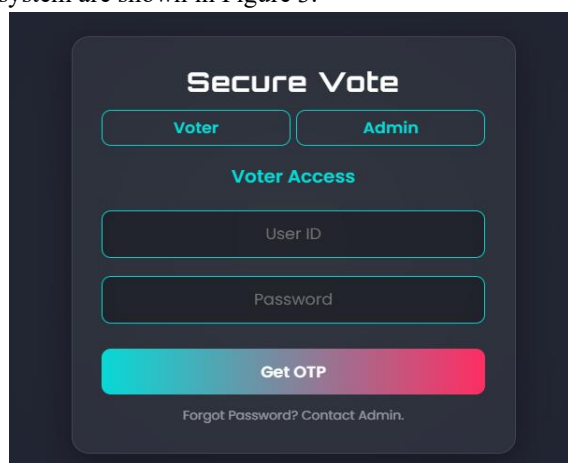 system are shown in Figure 3.
Secure Vote
Voter Admin
Voter Access
User ID
Password
Get OTP
Forgot Password? Contact Admin.